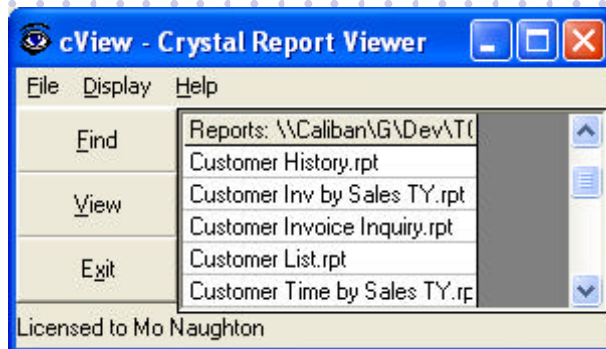 cView - Crystal Report Viewer
File Display Help
Find
View
Exit
Reports: \\Caliban\G\Dev\T(
Customer History.rpt
Customer Inv by Sales TY.rpt
Customer Invoice Inquiry.rpt
Customer List.rpt
Customer Time by Sales TY.rp
Licensed to Mo Naughton